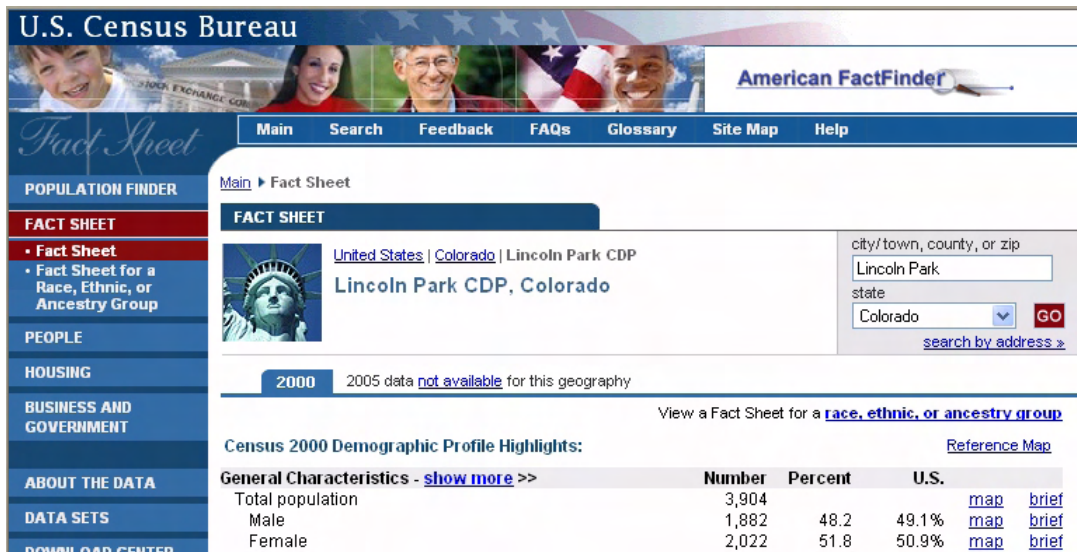 U.S. Census Bureau
STOCK EXCHANGE
American FactFinder
Fact Sheet
Main Search Feedback FAQs Glossary Site Map Help
POPULATION FINDER
FACT SHEET
• Fact Sheet
• Fact Sheet for a
Race, Ethnic, or
Ancestry Group
PEOPLE
HOUSING
BUSINESS AND
GOVERNMENT
ABOUT THE DATA
DATA SETS
DOWNLOAD CENTER
Main ▸ Fact Sheet
FACT SHEET
United States | Colorado | Lincoln Park CDP
Lincoln Park CDP, Colorado
city/ town, county, or zip
Lincoln Park
state
Colorado GO
search by address »
2000 2005 data not available for this geography
View a Fact Sheet for a race, ethnic, or ancestry group
Census 2000 Demographic Profile Highlights: Reference Map
General Characteristics - show more >> Number Percent U.S.
Total population 3,904 map brief
Male 1,882 48.2 49.1% map brief
Female 2,022 51.8 50.9% map brief